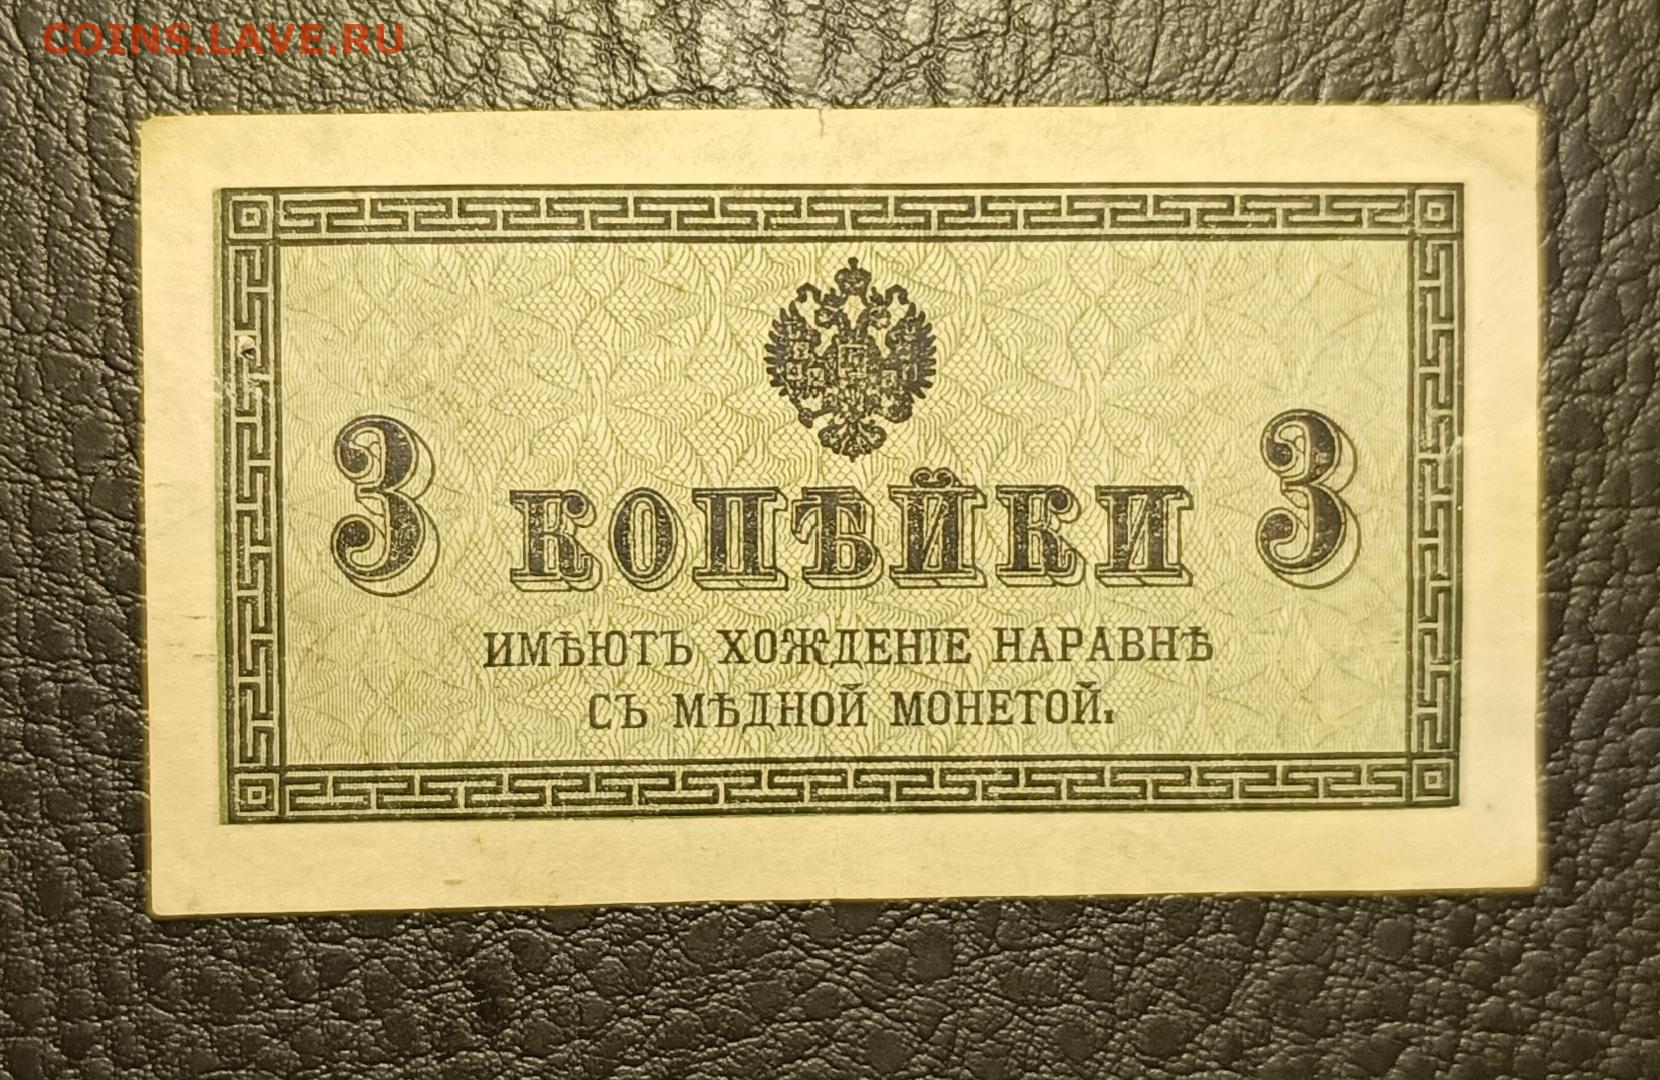 COINS.LAVE.RU
3 КОПѢЙКИ 3
ИМѢЮТЪ ХОЖДЕНІЕ НАРАВНѢ
СЪ МѢДНОЙ МОНЕТОЙ.